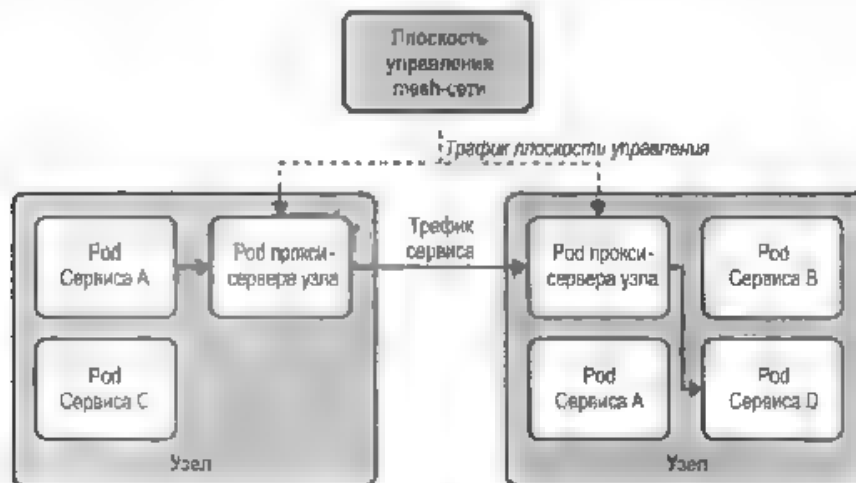 Плоскость
управления
mesh-сети
Трафик плоскости управления
Pod
Сервиса A
Pod прокси-
сервера узла
Трафик
сервиса
Pod прокси-
сервера узла
Pod
Сервиса B
Pod
Сервиса C
Pod
Сервиса A
Pod
Сервиса D
Узел
Узел